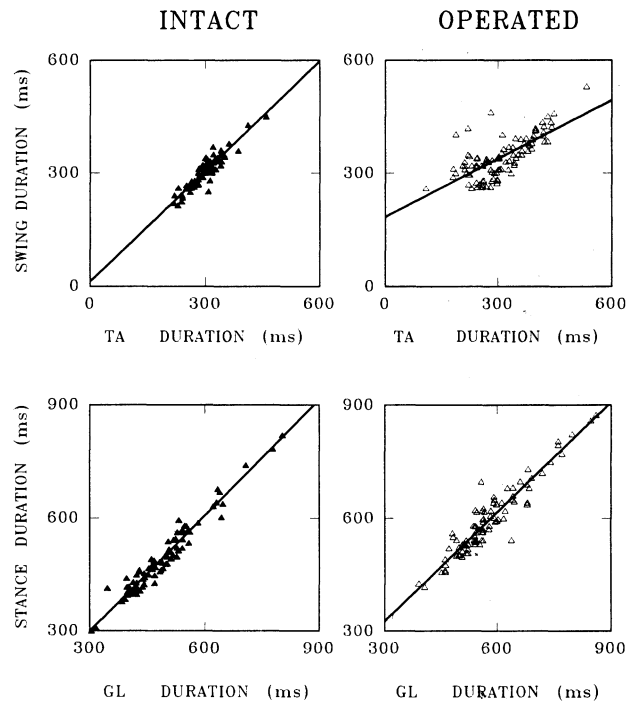 INTACT OPERATED
SWING DURATION (ms)
600 600
300 300
0 0
0 300 600 0 300 600
TA DURATION (ms) TA DURATION (ms)
STANCE DURATION (ms)
900 900
600 600
300 300
300 600 900 300 600 900
GL DURATION (ms) GL DURATION (ms)